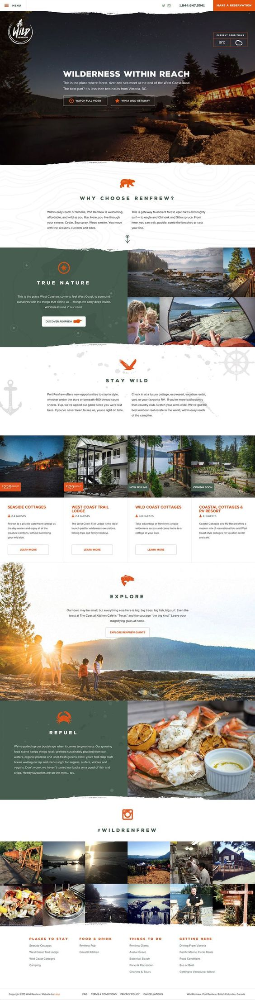 MENU
1.844.647.5541
MAKE A RESERVATION
WILD
RENFREW
CURRENT CONDITIONS
19°C
WILDERNESS WITHIN REACH
This is the place where forest, river and sea meet at the end of the West Coast Road.
The best part? It's less than two hours from Victoria, BC.
WATCH FULL VIDEO
WIN A WILD GETAWAY
WHY CHOOSE RENFREW?
Within easy reach of Victoria, Port Renfrew is welcoming,
affordable, and wild as you like. Here, you live through
your senses: Cedar. Sea spray. Wood smoke. You move
with the seasons, currents and tides.
This is gateway to ancient forest, epic hikes and mighty
surf — to eagle and Chinook and Sitka spruce. From
here, you can trek, paddle, comb the beaches or cast
your line.
TRUE NATURE
This is the place West Coasters come to feel West Coast, to surround
ourselves with the things that define us — things we carry deep inside.
Wilderness runs in our veins.
DISCOVER RENFREW
STAY WILD
Port Renfrew offers new opportunities to stay in style,
whether under the stars or beneath 400-thread count
sheets. Yup, we've upped our game since you were last
here. If you've never been to see us, you're right on time.
Check in at a luxury cottage, eco-resort, vacation rental,
yurt, or your favourite RV. If you're more backcountry
than country club, stretch your arms wide. We've got the
best outdoor real estate in the world, within easy reach
of the campfire.
$229/NIGHT
$129/NIGHT
NOW SELLING
COMING SOON
SEASIDE COTTAGES
2-4 GUESTS
Retreat to a private waterfront cottage as
the day wanes and enjoy all of the
creature comforts, without sacrificing
your wild side.
LEARN MORE
WEST COAST TRAIL
LODGE
2-4 GUESTS
The West Coast Trail Lodge is the ideal
launch pad for wilderness excursions,
fishing trips and family holidays.
LEARN MORE
WILD COAST COTTAGES
4-8 GUESTS
Take advantage of Renfrew's unique
wilderness access and come home to a
cottage of your own.
LEARN MORE
COASTAL COTTAGES &
RV RESORT
4+ GUESTS
Coastal Cottages and RV Resort offers a
modern mix of recreational lots and West
Coast-style cottages for vacation rental
and sale.
EXPLORE
Our town may be small, but everything else here is big: big trees, big fish, big surf. Even the
toast at The Coastal Kitchen Café is "Texas" and the sausage "the big kind." Leave your
magnifying glass at home.
EXPLORE RENFREW GIANTS
REFUEL
We've pulled up our bootstraps when it comes to great eats. Our growing
food scene keeps things local: seafood sustainably plucked from our
waters, organic proteins and uber-fresh greens. Now, you'll find crisp craft
brews waiting on tap and menus right for anglers, surfers, kiddies and
vegans. Don't worry, we haven't turned our backs on a good ol' fish and
chips. Hearty favourites are on the menu, too.
#WILDRENFREW
JUAN DE FUCA
PLACES TO STAY
Seaside Cottages
West Coast Trail Lodge
Wild Coast Cottages
Camping
FOOD & DRINK
Renfrew Pub
Coastal Kitchen
THINGS TO DO
Renfrew Giants
Avatar Grove
Botanical Beach
Parks & Recreation
Charters & Tours
GETTING HERE
Driving From Victoria
Pacific Marine Circle Route
Road Conditions
Bus or Boat
Getting to Vancouver Island
Copyright 2015 Wild Renfrew. Website by Leap
FAQ
TERMS & CONDITIONS
PRIVACY POLICY
CANCELLATIONS
Wild Renfrew. Port Renfrew, British Columbia, Canada